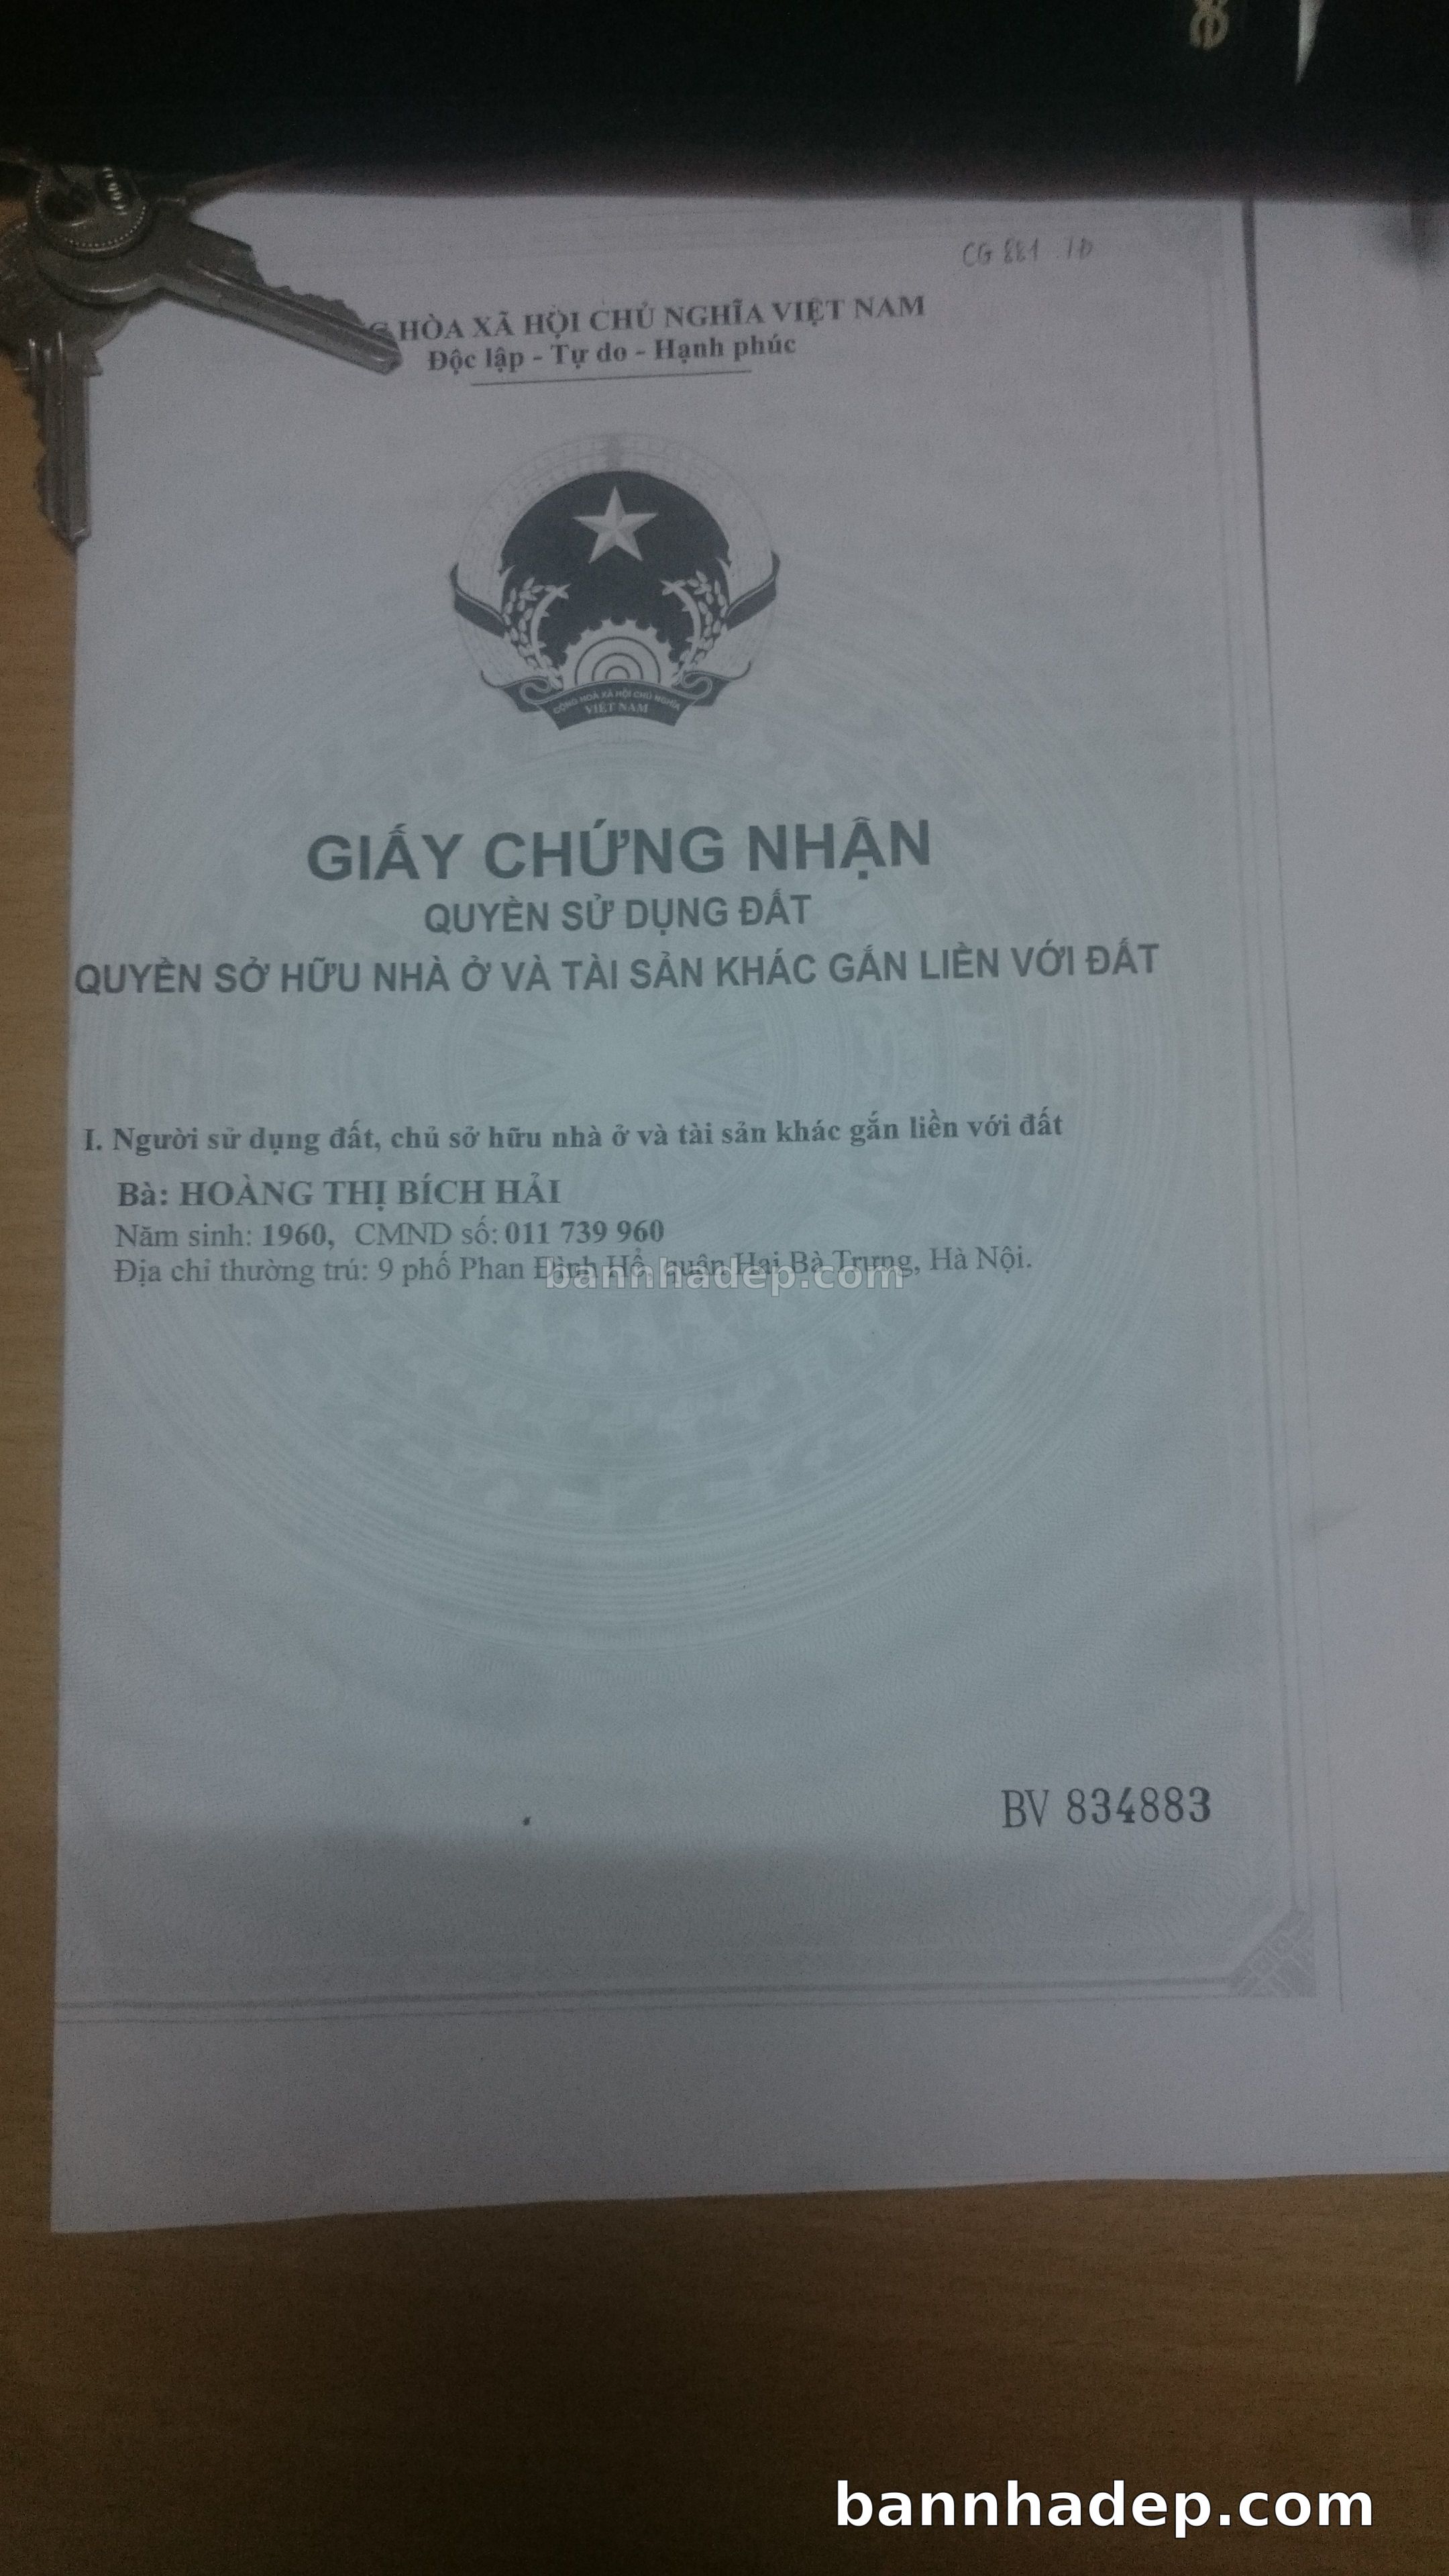 CG 881
HÒA XÃ HỘI CHỦ NGHĨA VIỆT NAM
Độc lập - Tự do - Hạnh phúc
CỘNG HOÀ XÃ HỘI CHỦ NGHĨA
VIỆT NAM
GIẤY CHỨNG NHẬN
QUYỀN SỬ DỤNG ĐẤT
QUYỀN SỞ HỮU NHÀ Ở VÀ TÀI SẢN KHÁC GẮN LIỀN VỚI ĐẤT
I. Người sử dụng đất, chủ sở hữu nhà ở và tài sản khác gắn liền với đất
Bà: HOÀNG THỊ BÍCH HẢI
Năm sinh: 1960, CMND số: 011 739 960
Địa chỉ thường trú: 9 phố Phan Đình Hổ, quận Hai Bà Trưng, Hà Nội.
bannhadep.com
BV 834883
bannhadep.com